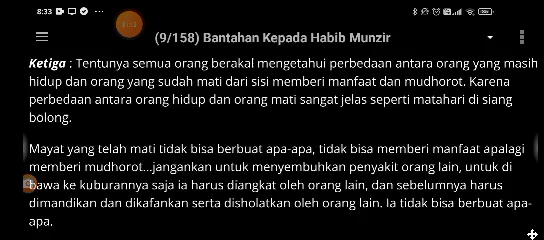 8:33
(9/158) Bantahan Kepada Habib Munzir
Ketiga : Tentunya semua orang berakal mengetahui perbedaan antara orang yang masih
hidup dan orang yang sudah mati dari sisi memberi manfaat dan mudhorot. Karena
perbedaan antara orang hidup dan orang mati sangat jelas seperti matahari di siang
bolong.
Mayat yang telah mati tidak bisa berbuat apa-apa, tidak bisa memberi manfaat apalagi
memberi mudhorot...jangankan untuk menyembuhkan penyakit orang lain, untuk di
bawa ke kuburannya saja ia harus diangkat oleh orang lain, dan sebelumnya harus
dimandikan dan dikafankan serta disholatkan oleh orang lain. Ia tidak bisa berbuat apa-
apa.